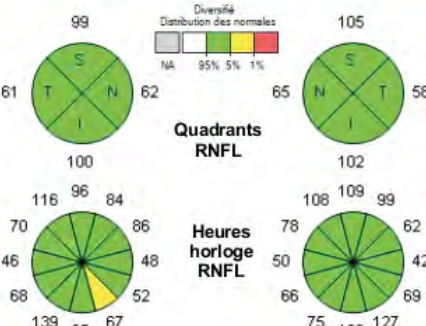 Diversifié
Distribution des normales
NA 95% 5% 1%
99
105
S
S
61 T N 62
65 N T 58
I
I
Quadrants
RNFL
100
102
96
109
116 84
108 99
70 86
78 62
Heures
horloge
RNFL
46 48
50 42
68 52
66 69
139 67
75 127